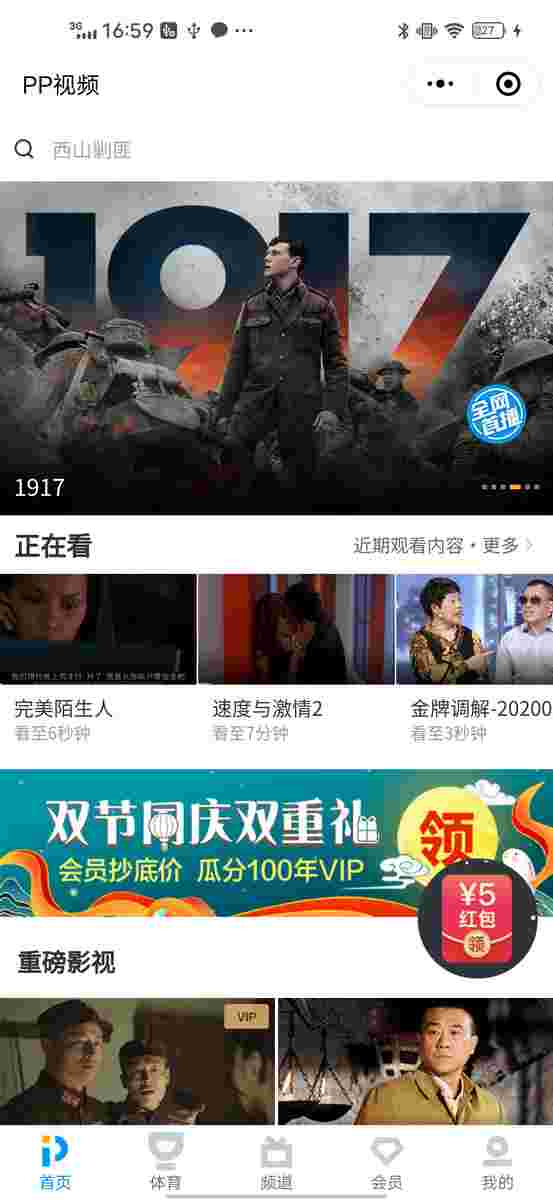 3G 16:59 27
PP视频
西山剿匪
1917
全网
首播
1917
正在看
近期观看内容·更多
完美陌生人
看至6秒钟
速度与激情2
看至7分钟
金牌调解-20200
看至3秒钟
双节同庆双重礼
会员抄底价 瓜分100年VIP
领
¥5
红包
领
重磅影视
VIP
首页
体育
频道
会员
我的